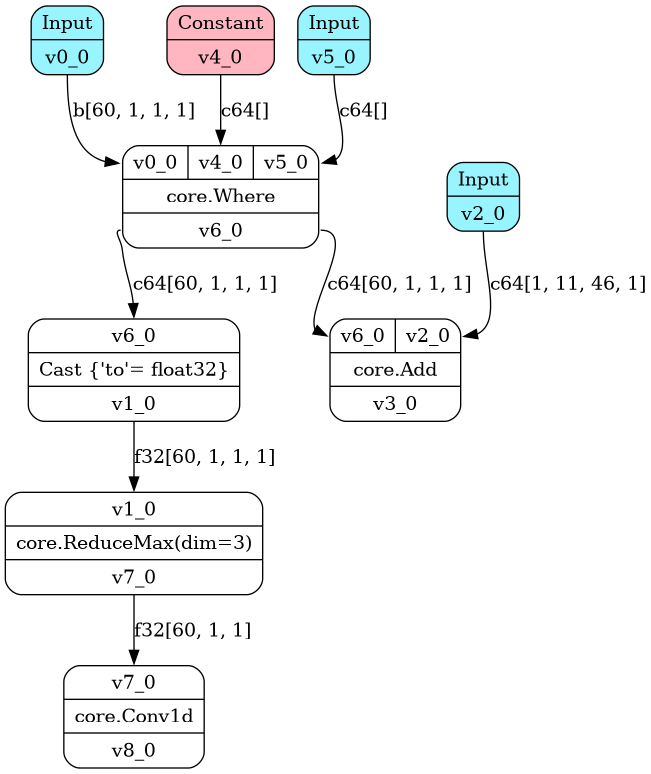 Input
v0_0
Constant
v4_0
Input
v5_0
b[60, 1, 1, 1]
c64[]
c64[]
v0_0
v4_0
v5_0
core.Where
v6_0
Input
v2_0
c64[60, 1, 1, 1]
c64[60, 1, 1, 1]
c64[1, 11, 46, 1]
v6_0
Cast {'to'= float32}
v1_0
v6_0
v2_0
core.Add
v3_0
f32[60, 1, 1, 1]
v1_0
core.ReduceMax(dim=3)
v7_0
f32[60, 1, 1]
v7_0
core.Conv1d
v8_0